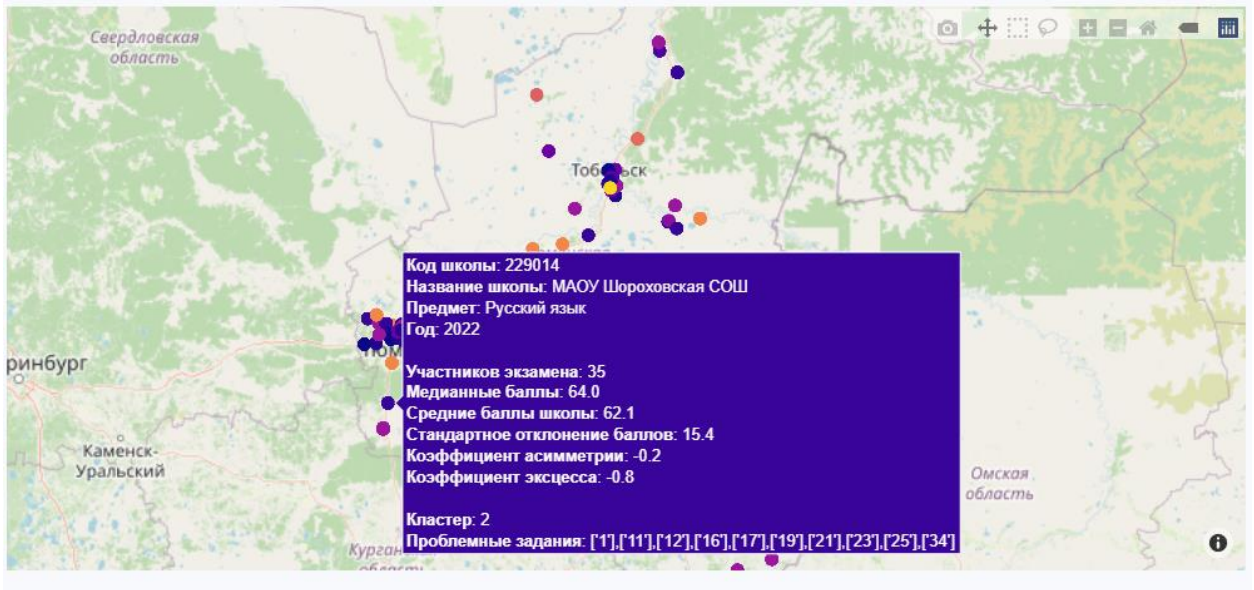 Свердловская
область
Тоб
ск
ринбург
Каменск-
Уральский
Омская
область
Курган
Код школы: 229014
Название школы: МАОУ Шороховская СОШ
Предмет: Русский язык
Год: 2022
Участников экзамена: 35
Медианные баллы: 64.0
Средние баллы школы: 62.1
Стандартное отклонение баллов: 15.4
Коэффициент асимметрии: -0.2
Коэффициент эксцесса: -0.8
Кластер: 2
Проблемные задания: ['1'],['11'],['12'],['16'],['17'],['19'],['21'],['23'],['25'],['34']